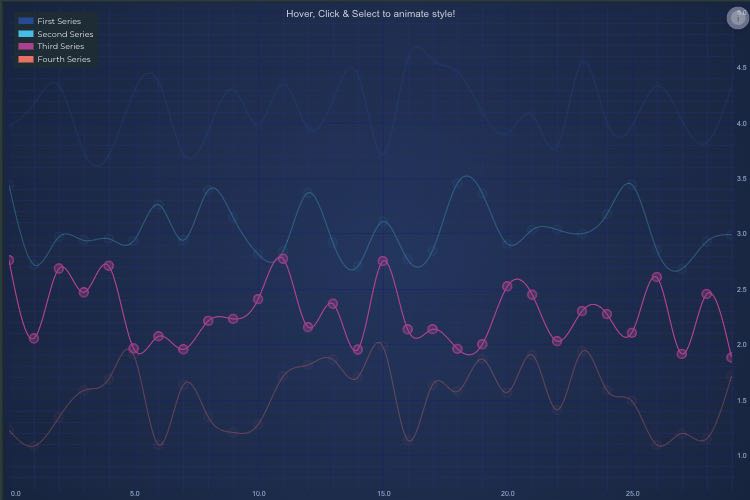 Hover, Click & Select to animate style!
First Series
Second Series
Third Series
Fourth Series
4.5
4.0
3.5
3.0
2.5
2.0
1.5
1.0
0.0 5.0 10.0 15.0 20.0 25.0